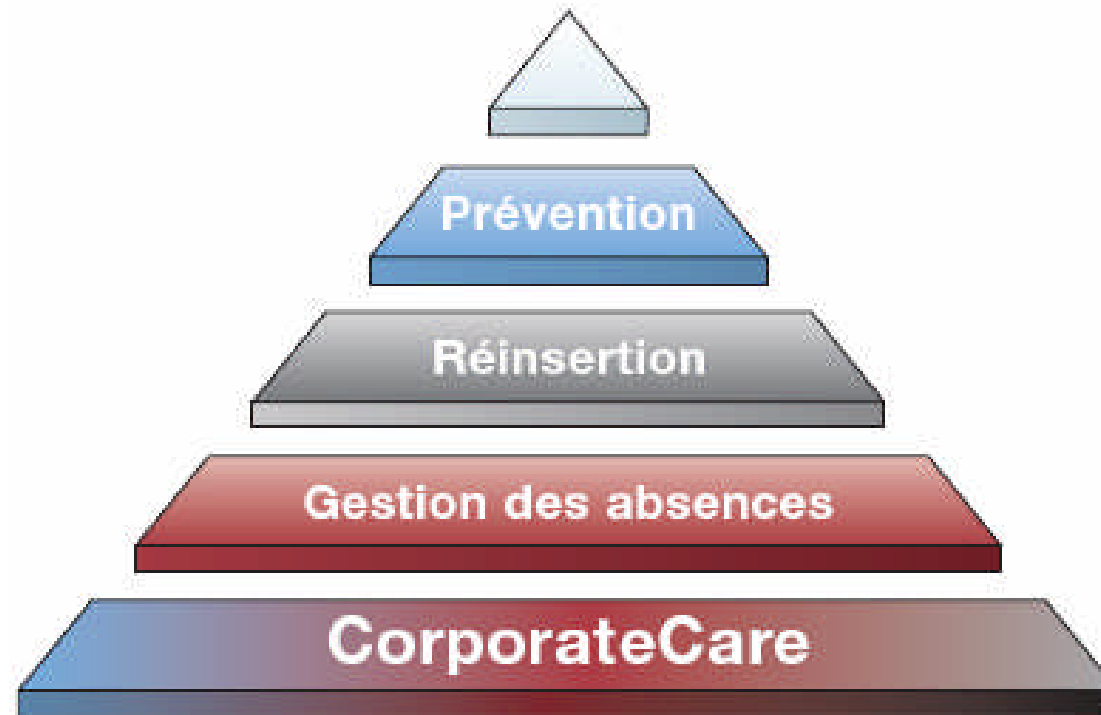 Prévention
Réinsertion
Gestion des absences
CorporateCare